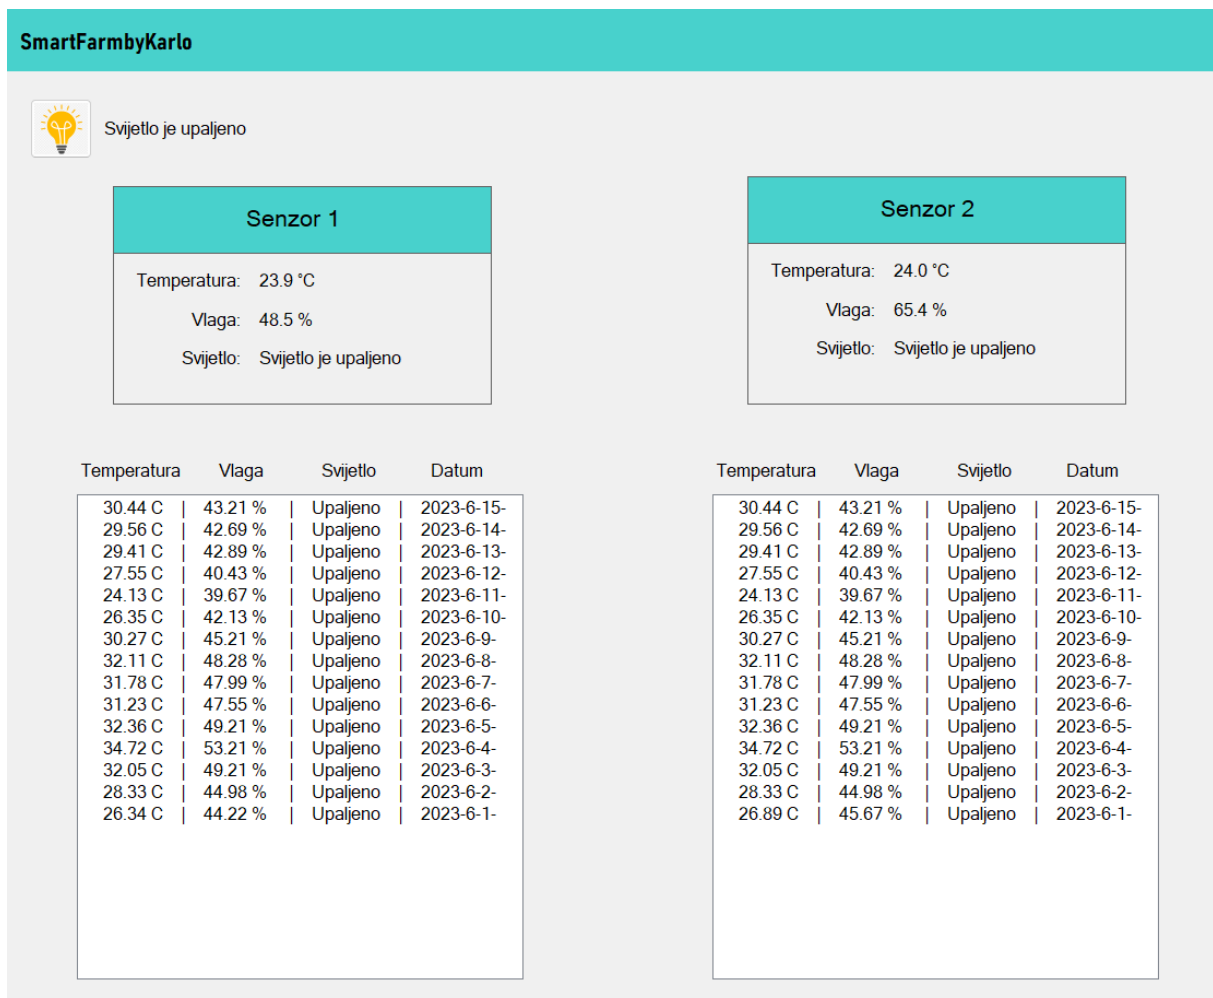 SmartFarmbyKarlo
Svijetlo je upaljeno
Senzor 1
Temperatura: 23.9 °C
Vlaga: 48.5 %
Svijetlo: Svijetlo je upaljeno
Senzor 2
Temperatura: 24.0 °C
Vlaga: 65.4 %
Svijetlo: Svijetlo je upaljeno
Temperatura Vlaga Svijetlo Datum
30.44 C | 43.21 % | Upaljeno | 2023-6-15-
29.56 C | 42.69 % | Upaljeno | 2023-6-14-
29.41 C | 42.89 % | Upaljeno | 2023-6-13-
27.55 C | 40.43 % | Upaljeno | 2023-6-12-
24.13 C | 39.67 % | Upaljeno | 2023-6-11-
26.35 C | 42.13 % | Upaljeno | 2023-6-10-
30.27 C | 45.21 % | Upaljeno | 2023-6-9-
32.11 C | 48.28 % | Upaljeno | 2023-6-8-
31.78 C | 47.99 % | Upaljeno | 2023-6-7-
31.23 C | 47.55 % | Upaljeno | 2023-6-6-
32.36 C | 49.21 % | Upaljeno | 2023-6-5-
34.72 C | 53.21 % | Upaljeno | 2023-6-4-
32.05 C | 49.21 % | Upaljeno | 2023-6-3-
28.33 C | 44.98 % | Upaljeno | 2023-6-2-
26.34 C | 44.22 % | Upaljeno | 2023-6-1-
Temperatura Vlaga Svijetlo Datum
30.44 C | 43.21 % | Upaljeno | 2023-6-15-
29.56 C | 42.69 % | Upaljeno | 2023-6-14-
29.41 C | 42.89 % | Upaljeno | 2023-6-13-
27.55 C | 40.43 % | Upaljeno | 2023-6-12-
24.13 C | 39.67 % | Upaljeno | 2023-6-11-
26.35 C | 42.13 % | Upaljeno | 2023-6-10-
30.27 C | 45.21 % | Upaljeno | 2023-6-9-
32.11 C | 48.28 % | Upaljeno | 2023-6-8-
31.78 C | 47.99 % | Upaljeno | 2023-6-7-
31.23 C | 47.55 % | Upaljeno | 2023-6-6-
32.36 C | 49.21 % | Upaljeno | 2023-6-5-
34.72 C | 53.21 % | Upaljeno | 2023-6-4-
32.05 C | 49.21 % | Upaljeno | 2023-6-3-
28.33 C | 44.98 % | Upaljeno | 2023-6-2-
26.89 C | 45.67 % | Upaljeno | 2023-6-1-